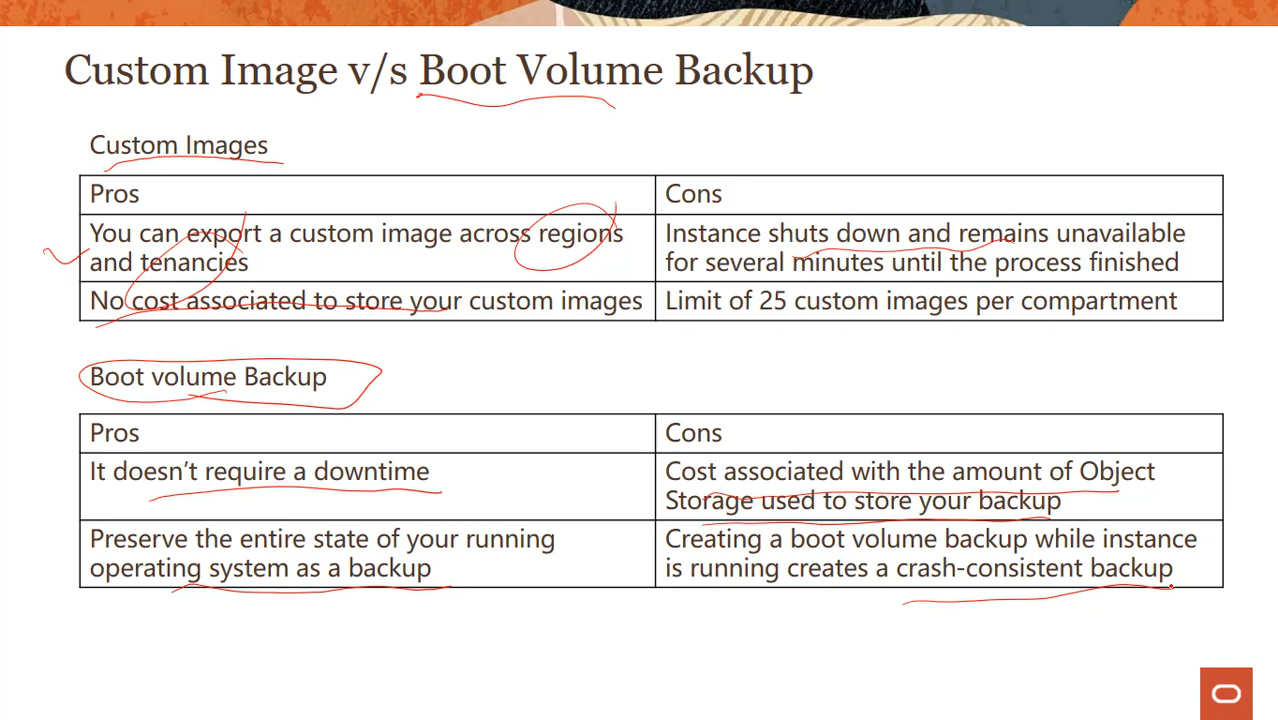 Custom Image v/s Boot Volume Backup
Custom Images
Pros
Cons
You can export a custom image across regions
and tenancies
Instance shuts down and remains unavailable
for several minutes until the process finished
No cost associated to store your custom images
Limit of 25 custom images per compartment
Boot volume Backup
Pros
Cons
It doesn't require a downtime
Cost associated with the amount of Object
Storage used to store your backup
Preserve the entire state of your running
operating system as a backup
Creating a boot volume backup while instance
is running creates a crash-consistent backup